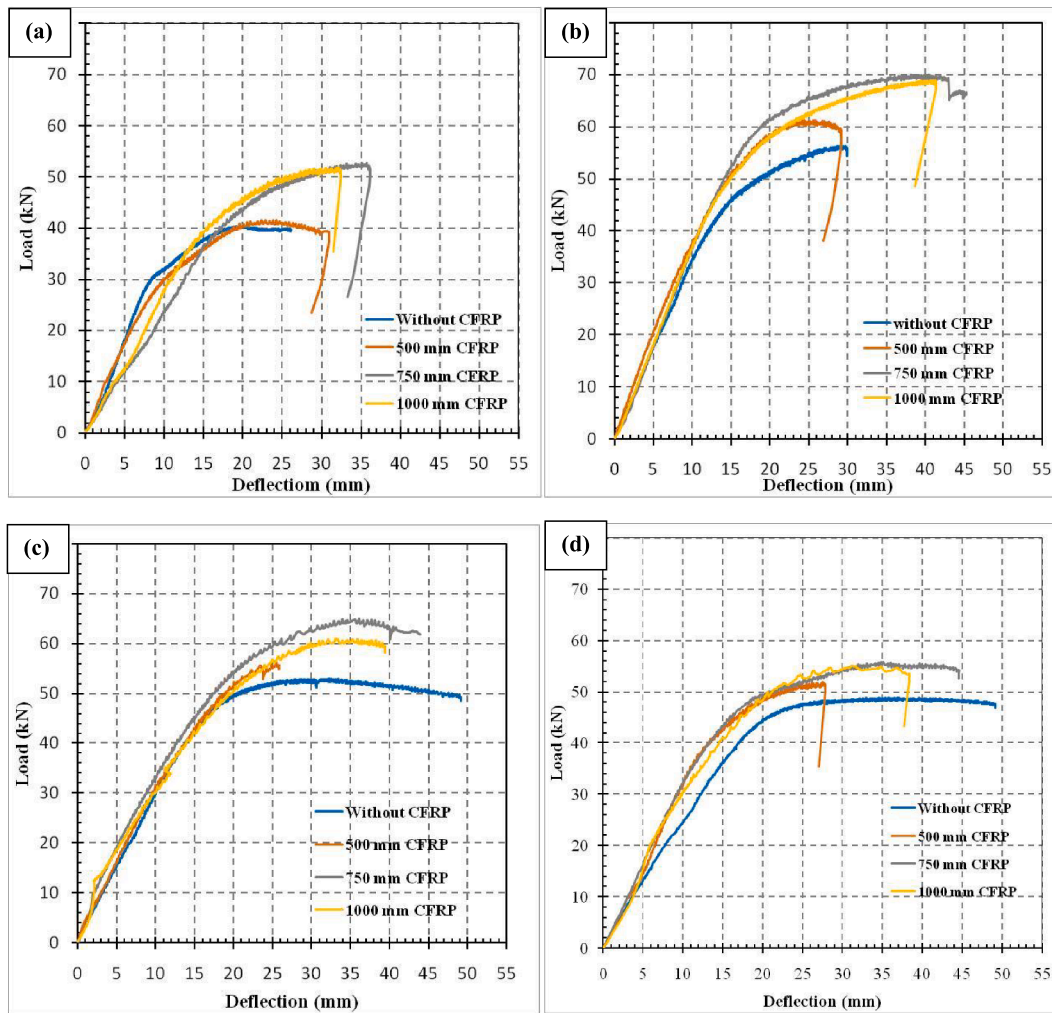 (a)
70
60
50
40
30
20
10
0
Load (kN)
Without CFRP
500 mm CFRP
750 mm CFRP
1000 mm CFRP
0 5 10 15 20 25 30 35 40 45 50 55
Deflectiom (mm)
(b)
70
60
50
40
30
20
10
0
Load (kN)
without CFRP
500 mm CFRP
750 mm CFRP
1000 mm CFRP
0 5 10 15 20 25 30 35 40 45 50 55
Deflection (mm)
(c)
70
60
50
40
30
20
10
0
Load (kN)
Without CFRP
500 mm CFRP
750 mm CFRP
1000 mm CFRP
0 5 10 15 20 25 30 35 40 45 50 55
Deflection (mm)
(d)
70
60
50
40
30
20
10
0
Load (kN)
Without CFRP
500 mm CFRP
750 mm CFRP
1000 mm CFRP
0 5 10 15 20 25 30 35 40 45 50 55
Deflection (mm)